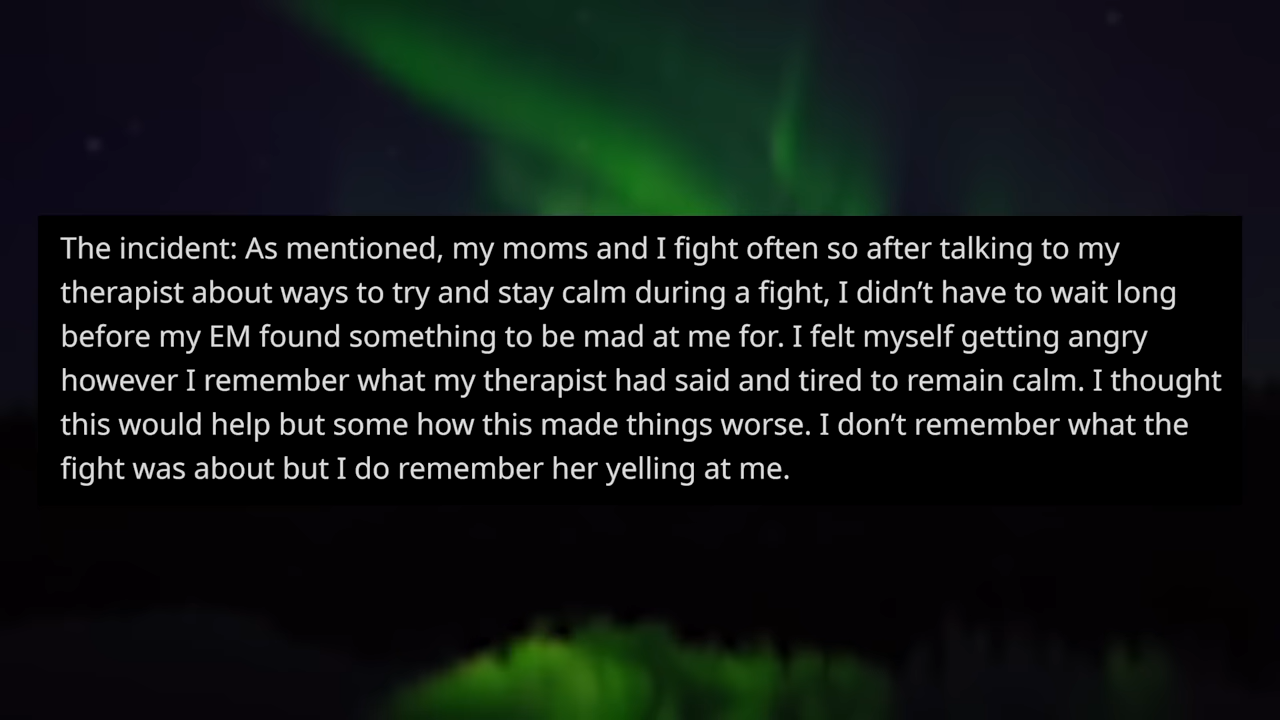 The incident: As mentioned, my moms and I fight often so after talking to my
therapist about ways to try and stay calm during a fight, I didn’t have to wait long
before my EM found something to be mad at me for. I felt myself getting angry
however I remember what my therapist had said and tired to remain calm. I thought
this would help but some how this made things worse. I don’t remember what the
fight was about but I do remember her yelling at me.